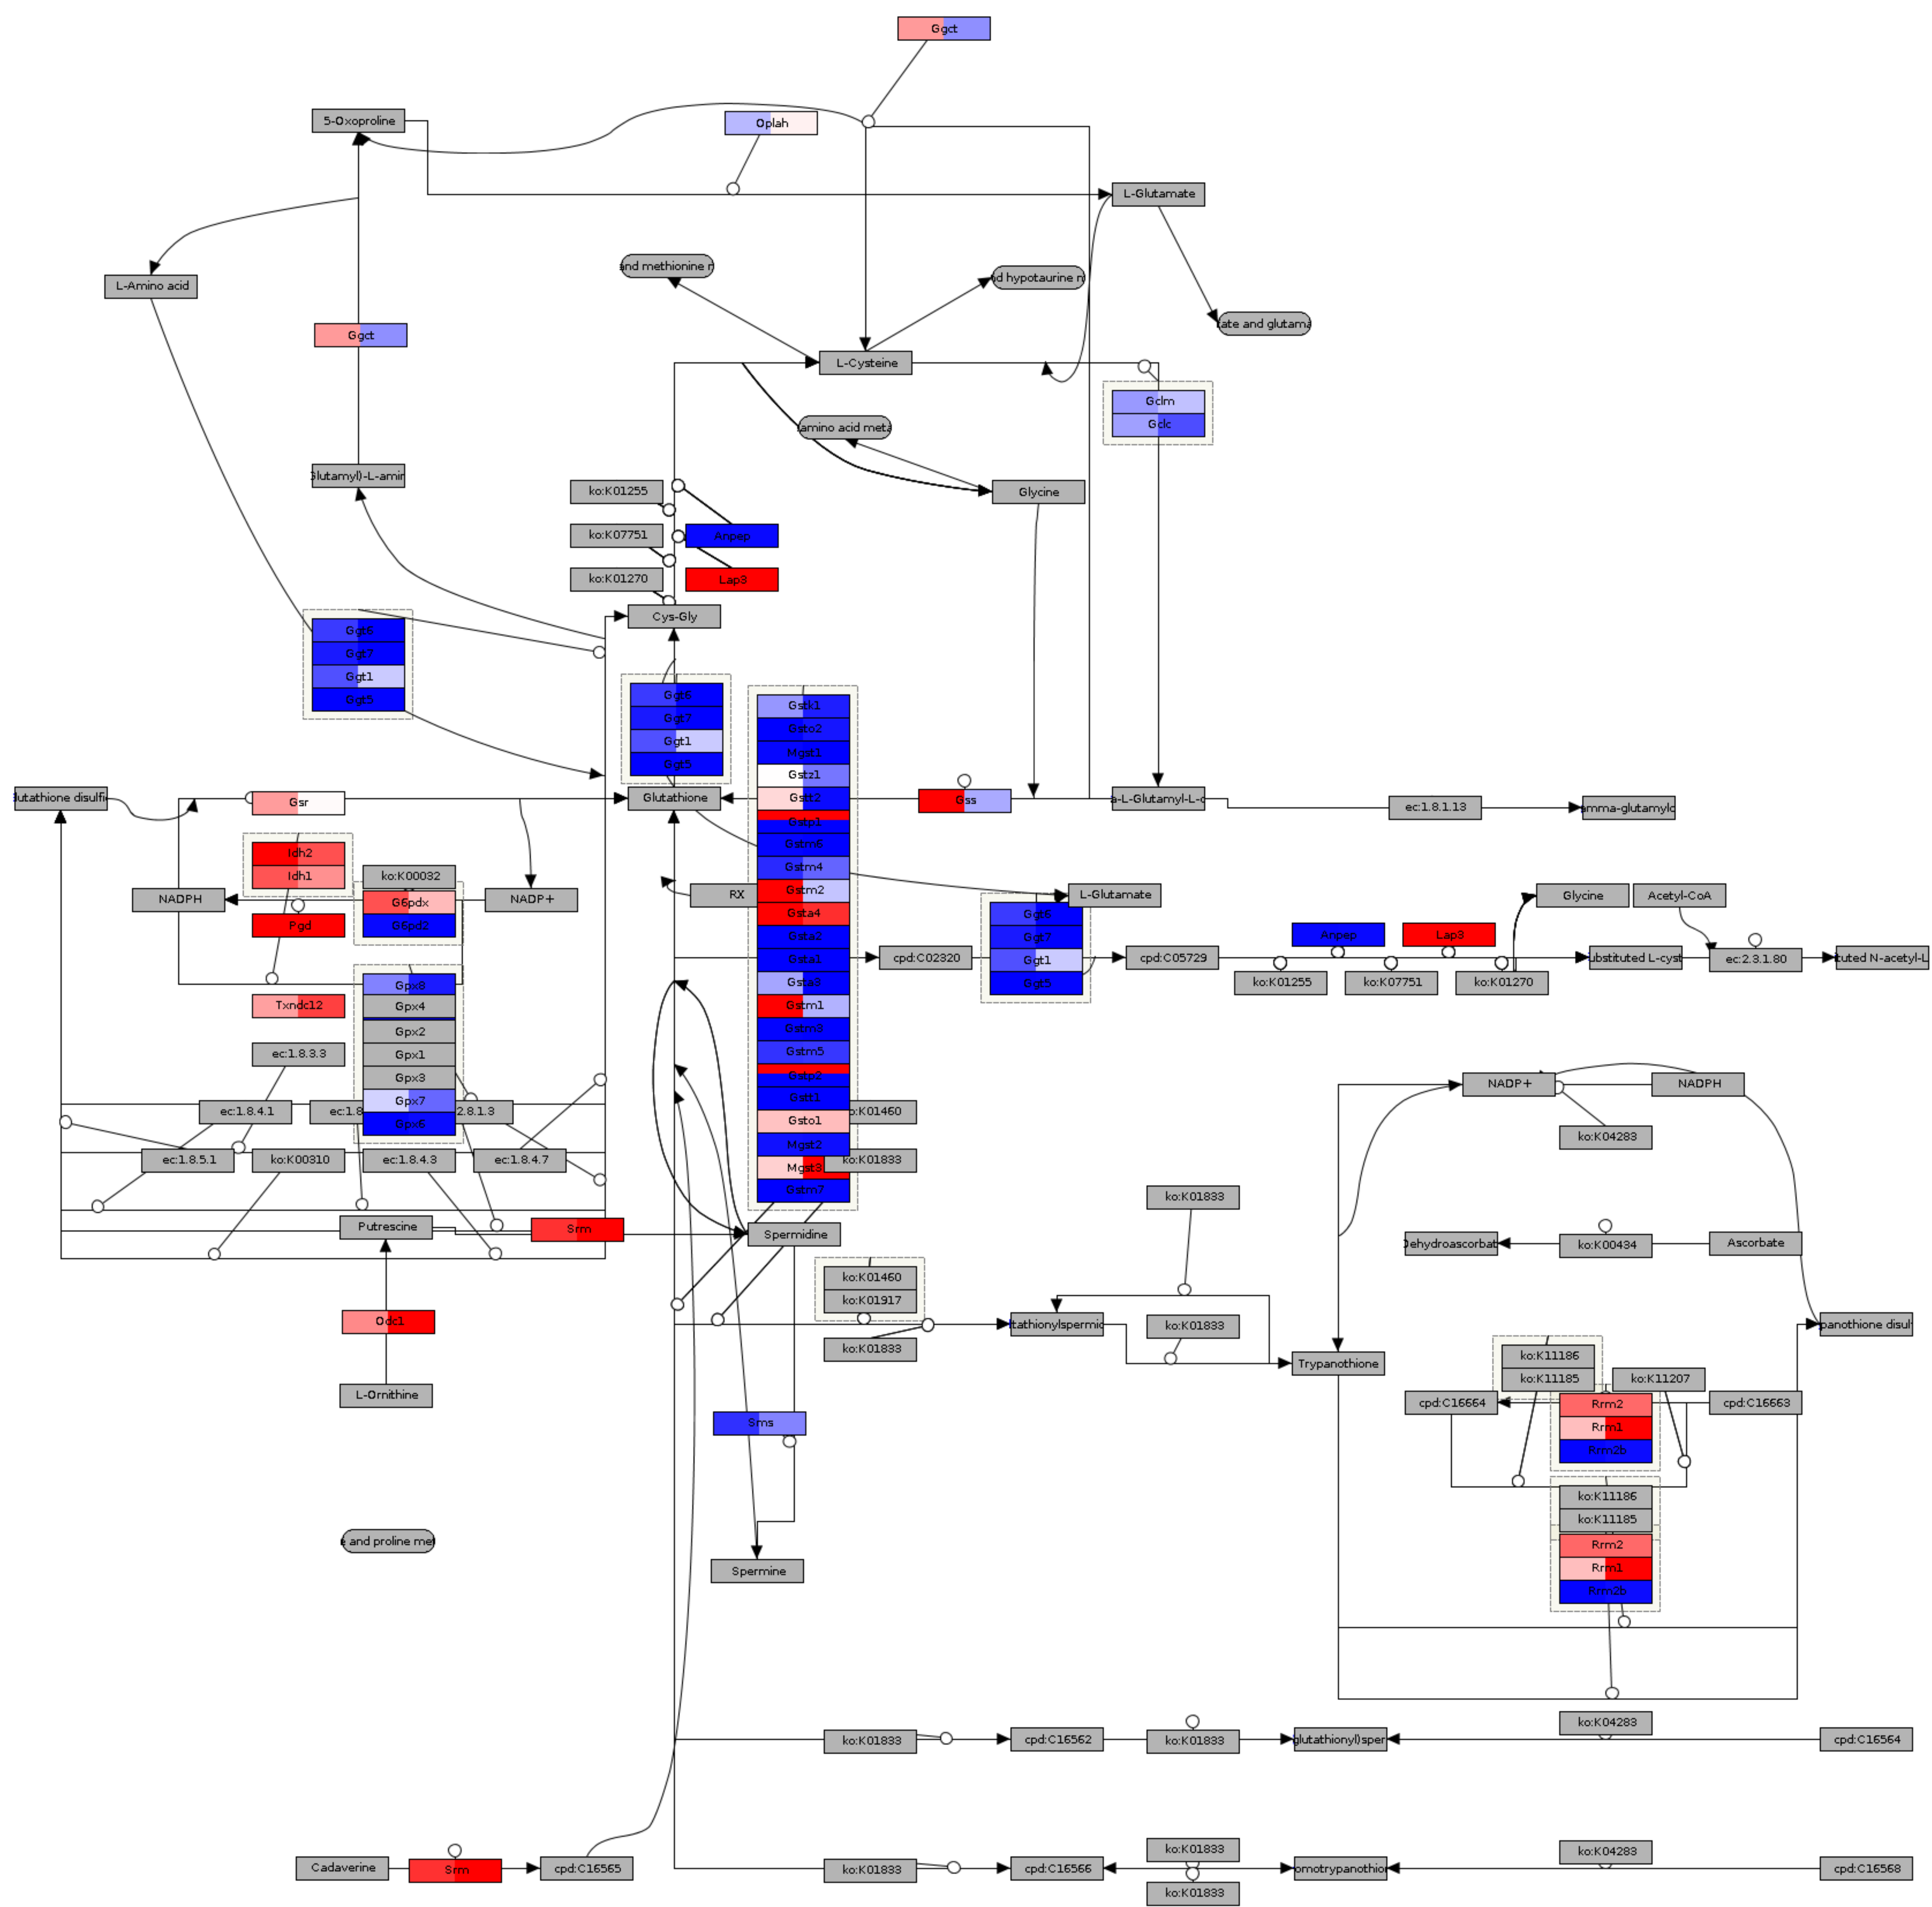 Ggct
5-Oxoproline
Oplah
L-Glutamate
L-Amino acid
and methionine
hypotaurine
ate and glutama
Ggct
L-Cysteine
Gclm
Gclc
amino acid meta
Glutamyl)-L-amin
ko:K01255
Glycine
ko:K07751
Anpep
ko:K01270
Lap3
Cys-Gly
Ggt6
Ggt7
Ggt1
Ggt5
Ggt6
Ggt7
Ggt1
Ggt5
Gstk1
Gsto2
Mgst1
Gstz1
Gstt2
Gstp1
Gstm6
Gstm4
Gstm2
Gsta4
Gsta2
Gsta1
Gsta3
Gstm1
Gstm3
Gstm5
Gstp2
Gstt1
Gsto1
Mgst2
Mgst3
Gstm7
utathione disulfi
Gsr
Glutathione
Gss
a-L-Glutamyl-L-c
ec:1.8.1.13
amma-glutamylc
Idh2
Idh1
ko:K00032
NADPH
G6pdx
G6pd2
NADP+
Pgd
RX
L-Glutamate
Ggt6
Ggt7
Ggt1
Ggt5
Glycine
Acetyl-CoA
Anpep
Lap3
cpd:C02320
cpd:C05729
ubstituted L-cyst
ec:2.3.1.80
tuted N-acetyl-L
ko:K01255
ko:K07751
ko:K01270
Txndc12
Gpx8
Gpx4
Gpx2
Gpx1
Gpx3
Gpx7
Gpx6
ec:1.8.3.3
ec:1.8.4.1
ec:1.8
2.8.1.3
ko:K01460
ec:1.8.5.1
ko:K00310
ec:1.8.4.3
ec:1.8.4.7
ko:K01833
NADP+
NADPH
ko:K04283
ko:K01833
Putrescine
Srm
Spermidine
Dehydroascorbat
ko:K00434
Ascorbate
ko:K01460
ko:K01917
Odc1
ko:K01833
tathionylspermid
ko:K01833
panothione disul
Trypanothione
L-Ornithine
ko:K11186
ko:K11185
ko:K11207
cpd:C16664
Rrm2
Rrm1
Rrm2b
cpd:C16663
Sms
ko:K11186
ko:K11185
Rrm2
Rrm1
Rrm2b
and proline met
Spermine
ko:K01833
cpd:C16562
ko:K01833
glutathionyl)sper
ko:K04283
cpd:C16564
Cadaverine
Srm
cpd:C16565
ko:K01833
cpd:C16566
ko:K01833
ko:K01833
omotrypanothion
ko:K04283
cpd:C16568